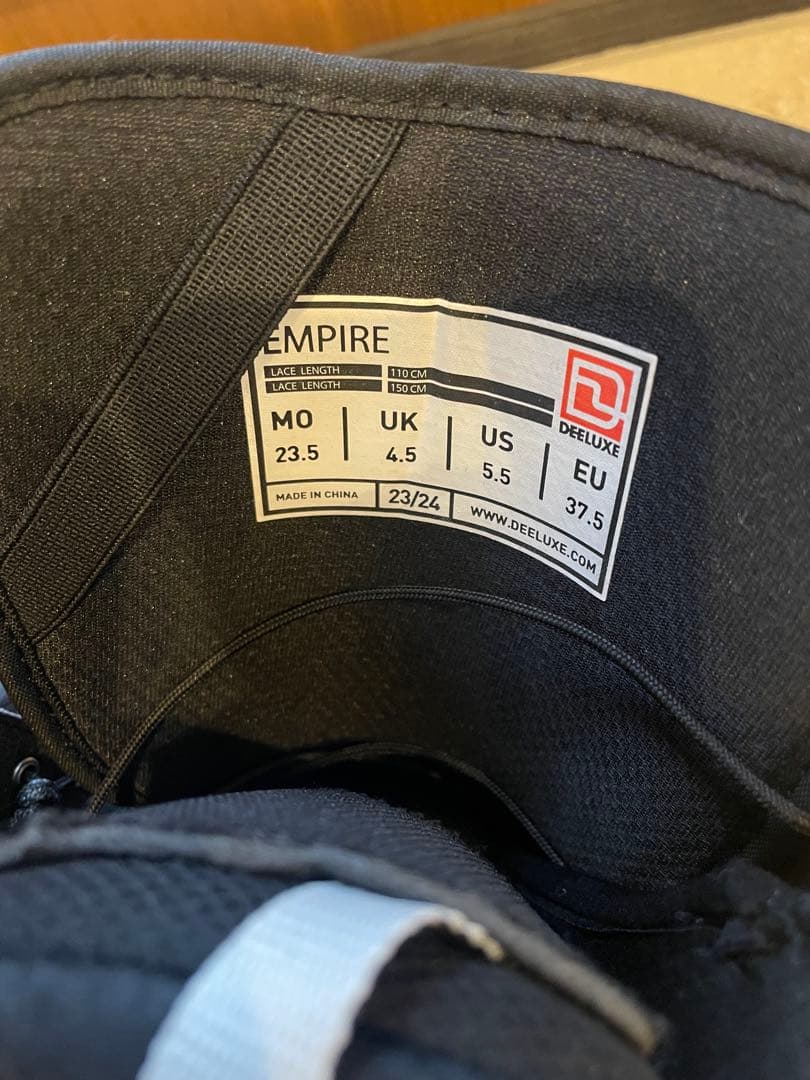 EMPIRE
LACE LENGTH 110 CM
LACE LENGTH 150 CM
DEELUXE
MO UK US EU
23.5 4.5 5.5 37.5
MADE IN CHINA 23/24 WWW.DEELUXE.COM